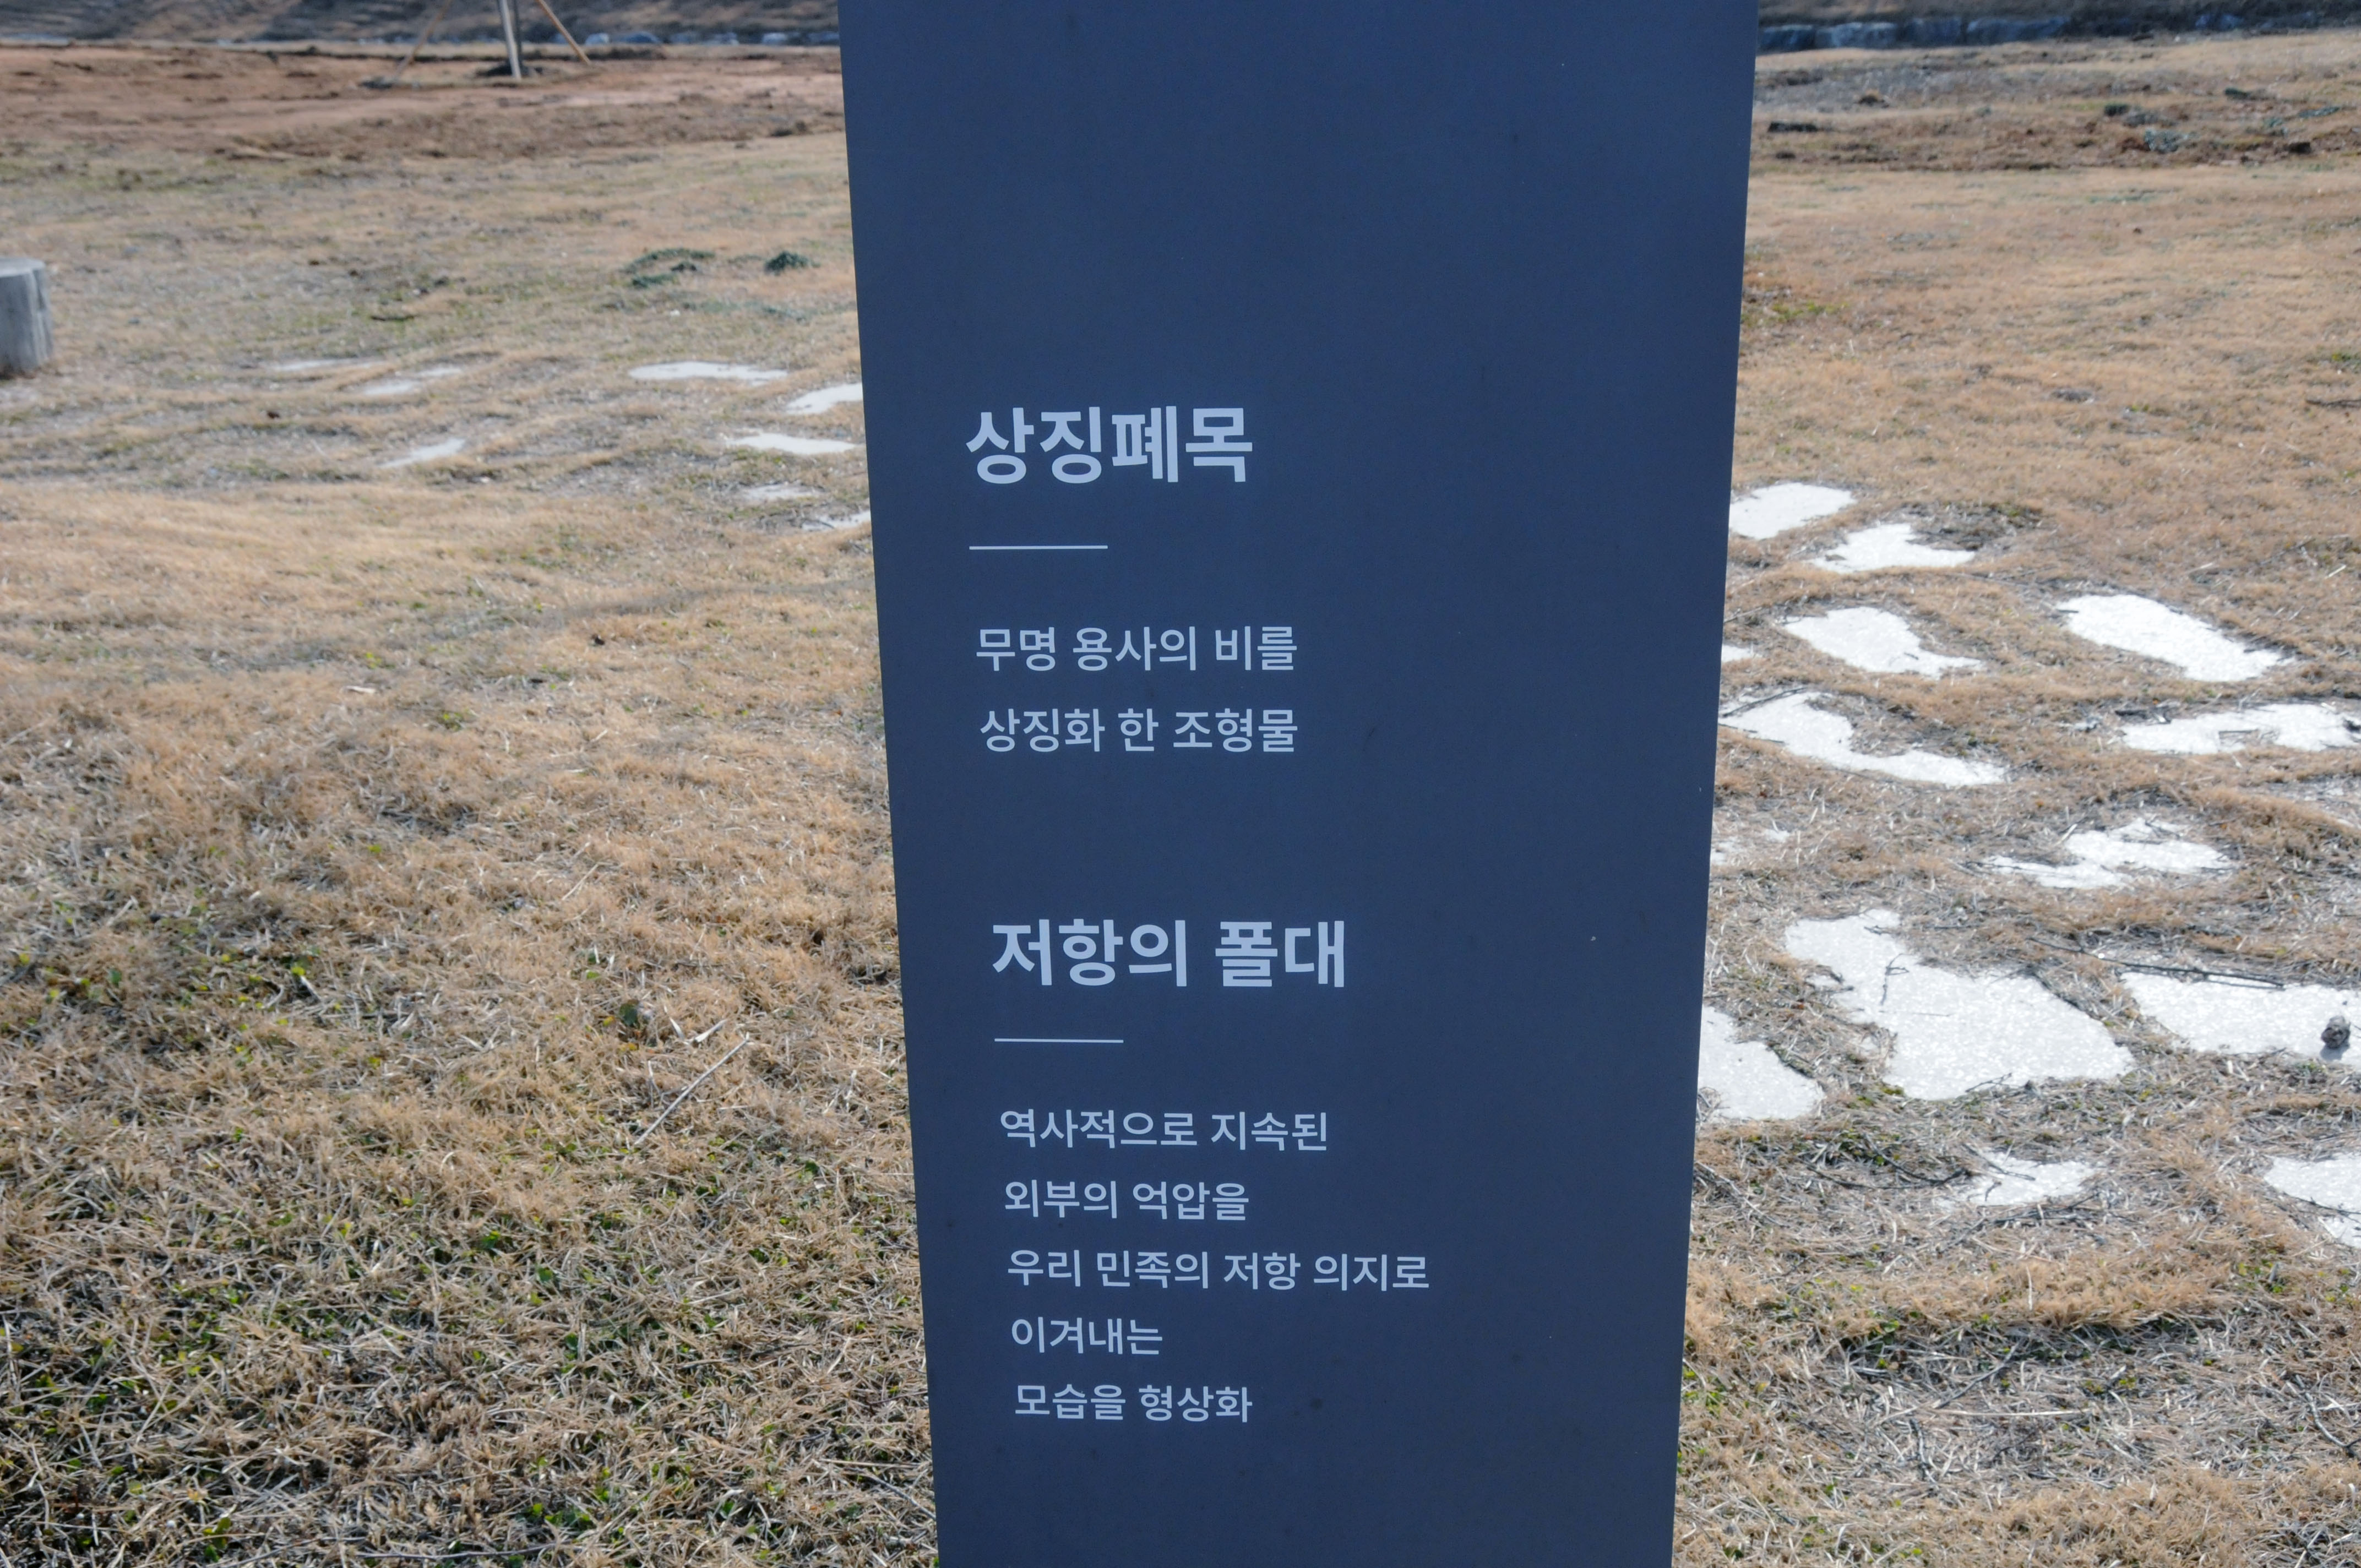 상징폐목
무명 용사의 비를
상징화 한 조형물
저항의 폴대
역사적으로 지속된
외부의 억압을
우리 민족의 저항 의지로
이겨내는
모습을 형상화